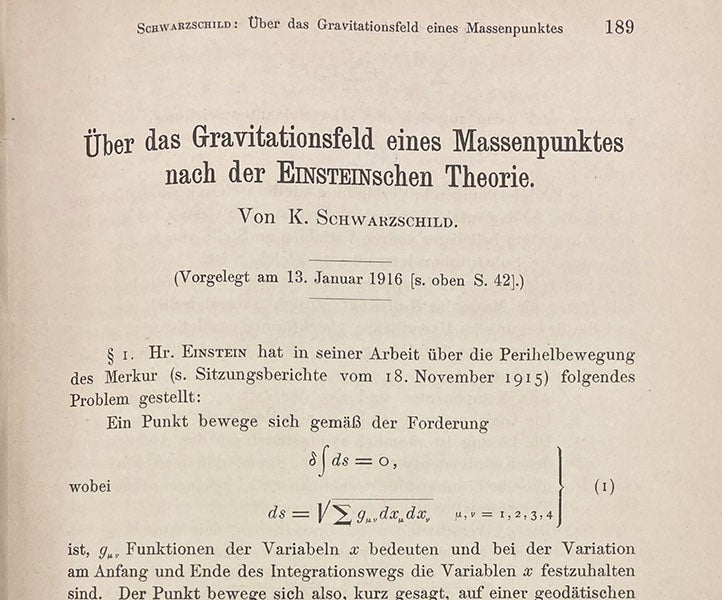 SCHWARZSCHILD: Über das Gravitationsfeld eines Massenpunktes 189
Über das Gravitationsfeld eines Massenpunktes
nach der EINSTEINschen Theorie.
Von K. SCHWARZSCHILD.
(Vorgelegt am 13. Januar 1916 [s. oben S. 42].)
§ 1. Hr. EINSTEIN hat in seiner Arbeit über die Perihelbewegung
des Merkur (s. Sitzungsberichte vom 18. November 1915) folgendes
Problem gestellt:
Ein Punkt bewege sich gemäß der Forderung
δ∫ds = 0,
wobei
ds = √Σ gμν dxμ dxν μ, ν = 1, 2, 3, 4 (1)
ist, gμν Funktionen der Variabeln x bedeuten und bei der Variation
am Anfang und Ende des Integrationswegs die Variablen x festzuhalten
sind. Der Punkt bewege sich also, kurz gesagt, auf einer geodätischen